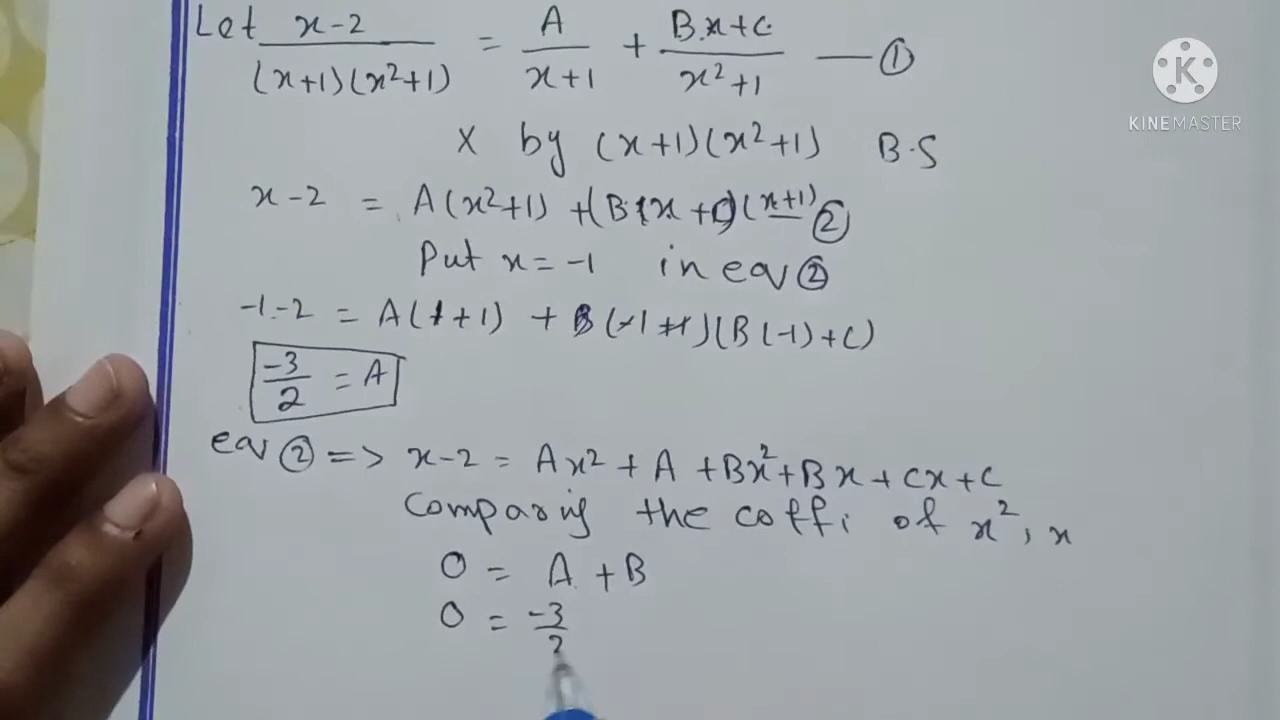 Let x-2 / (x+1)(x²+1) = A / x+1 + Bx+C / x²+1 — ①
K
KINEMASTER
x by (x+1)(x²+1) B.S
x-2 = A(x²+1) +(B(x+C)(x+1) ②
Put x = -1 in eq ②
-1-2 = A(1+1) + B(-1+1)(B(-1)+C)
-3/2 = A
eq ② => x-2 = Ax² + A + Bx² + Bx + Cx + C
Comparing the coffi of x², x
0 = A + B
0 = -3/2